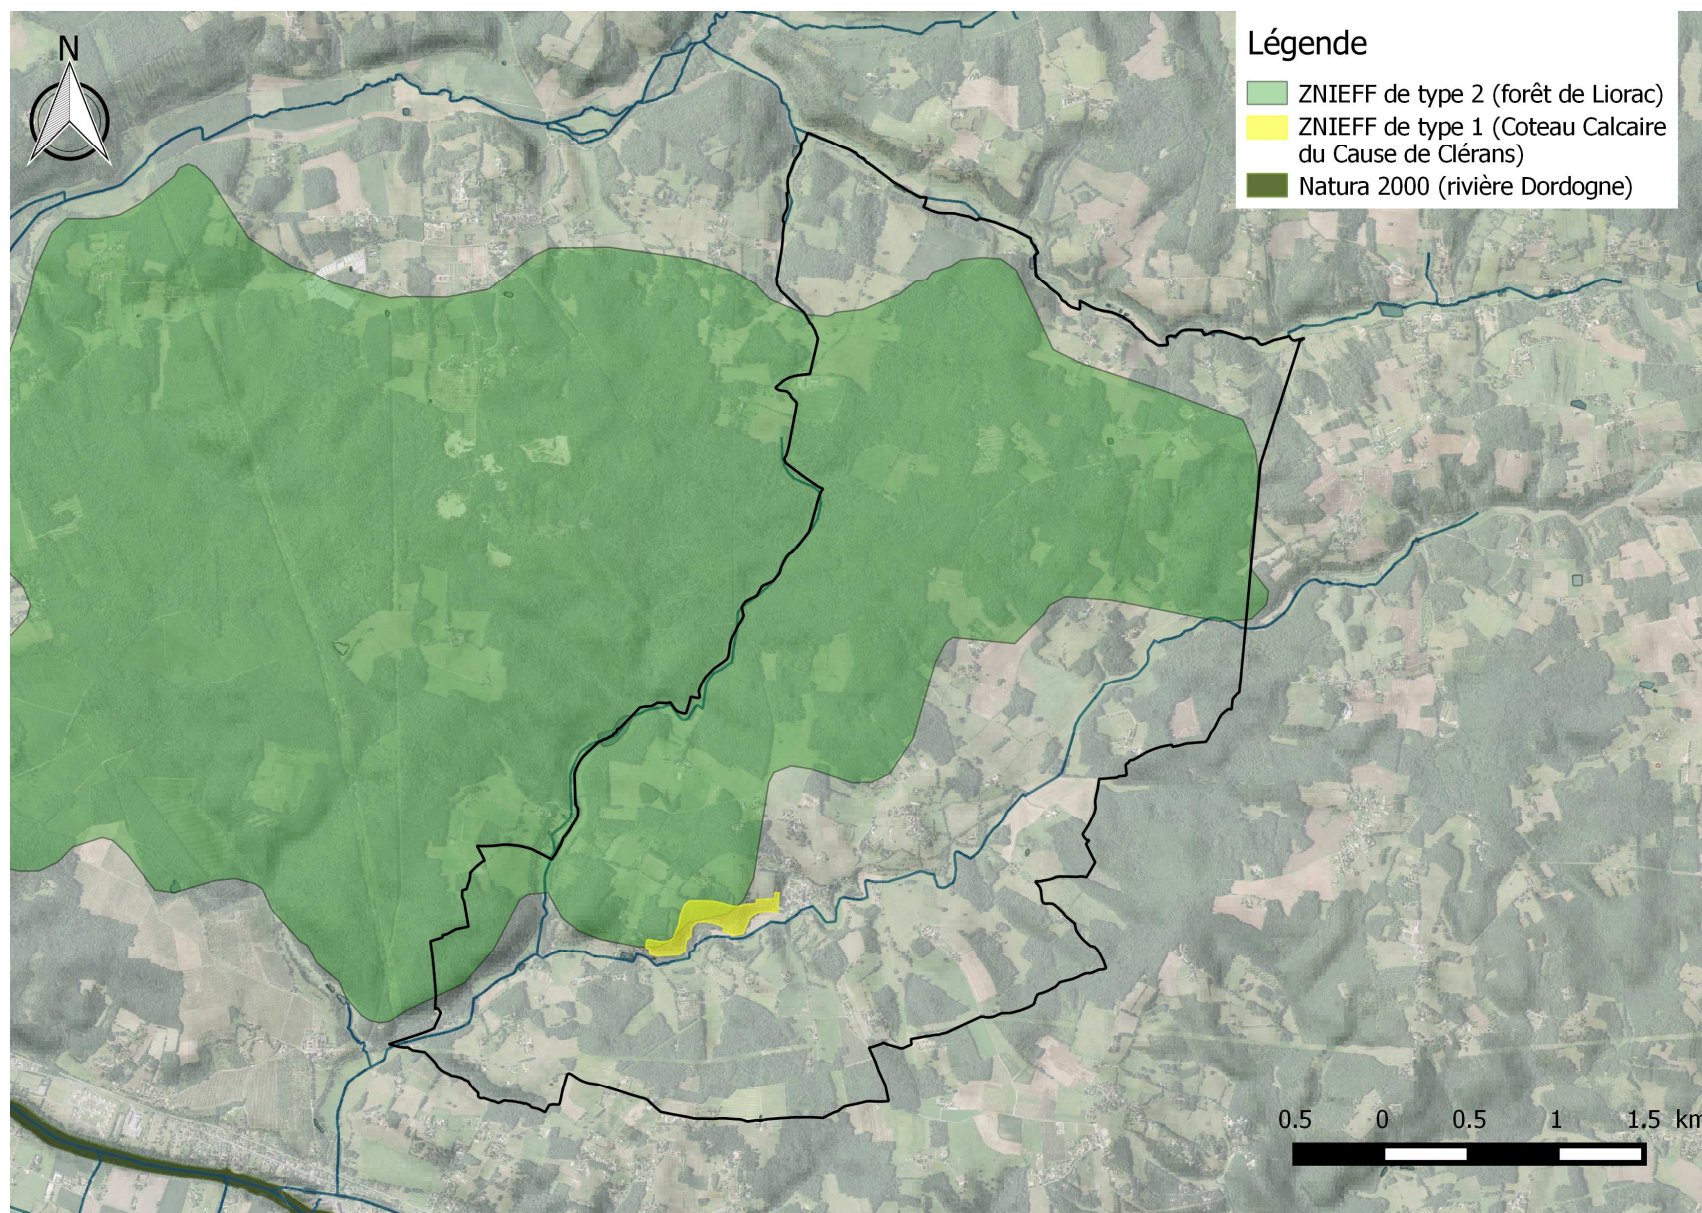 N
Légende
ZNIEFF de type 2 (forêt de Liorac)
ZNIEFF de type 1 (Coteau Calcaire
du Cause de Clérans)
Natura 2000 (rivière Dordogne)
0.5 0 0.5 1 1.5 km